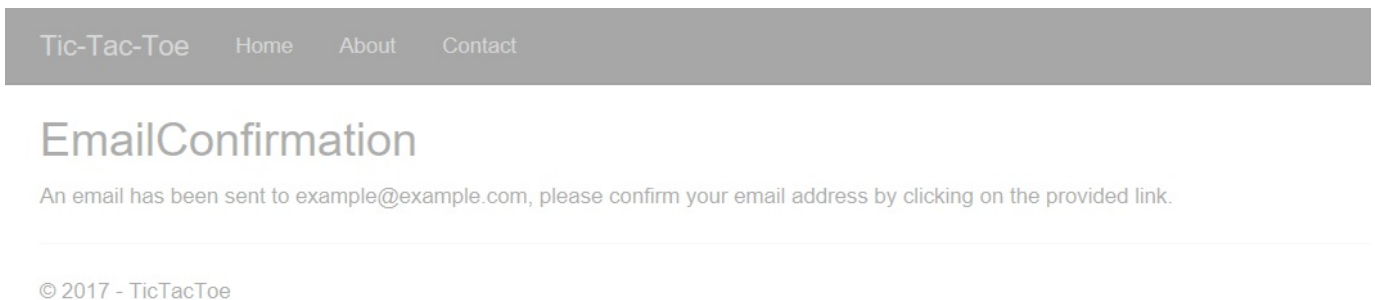 Tic-Tac-Toe Home About Contact
EmailConfirmation
An email has been sent to example@example.com, please confirm your email address by clicking on the provided link.
© 2017 - TicTacToe